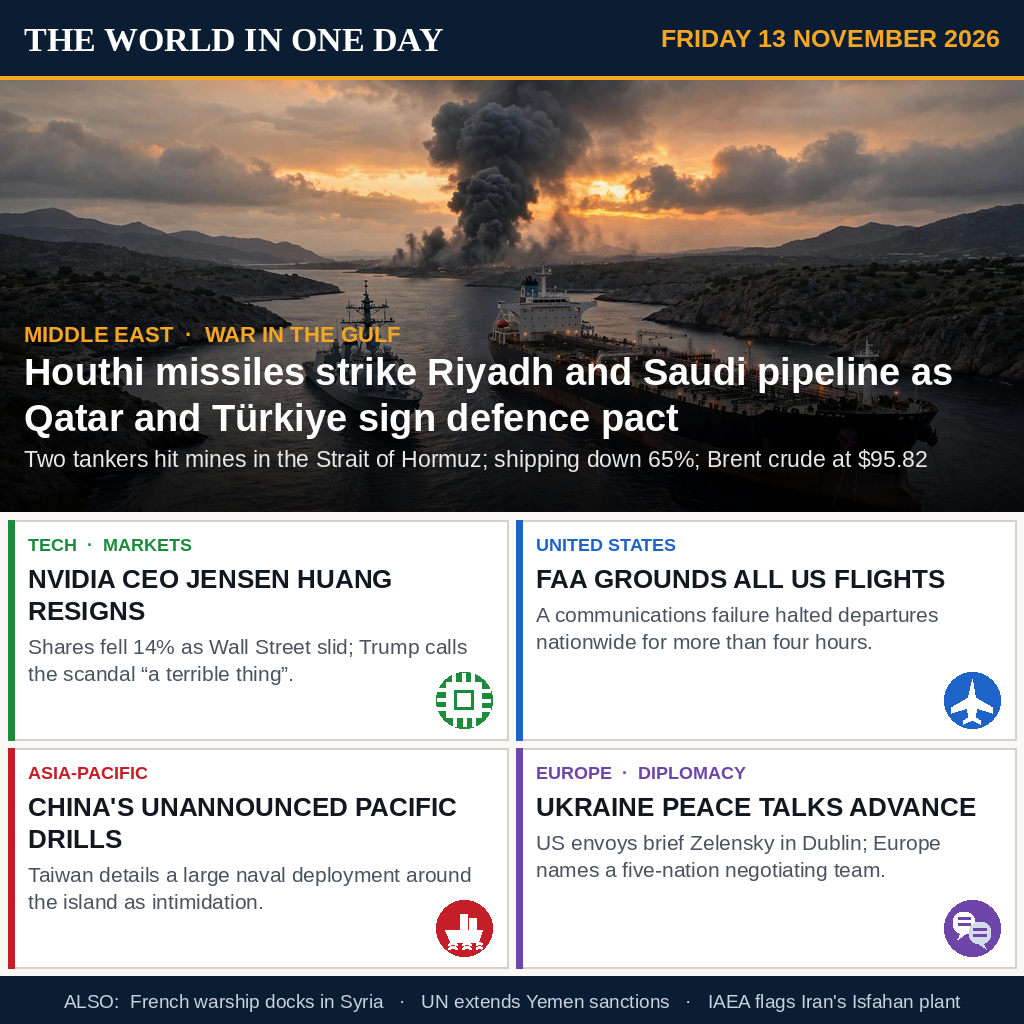 THE WORLD IN ONE DAY
FRIDAY 13 NOVEMBER 2026
MIDDLE EAST · WAR IN THE GULF
Houthi missiles strike Riyadh and Saudi pipeline as
Qatar and Türkiye sign defence pact
Two tankers hit mines in the Strait of Hormuz; shipping down 65%; Brent crude at $95.82
TECH · MARKETS
NVIDIA CEO JENSEN HUANG
RESIGNS
Shares fell 14% as Wall Street slid; Trump calls
the scandal “a terrible thing”.
UNITED STATES
FAA GROUNDS ALL US FLIGHTS
A communications failure halted departures
nationwide for more than four hours.
ASIA-PACIFIC
CHINA'S UNANNOUNCED PACIFIC
DRILLS
Taiwan details a large naval deployment around
the island as intimidation.
EUROPE · DIPLOMACY
UKRAINE PEACE TALKS ADVANCE
US envoys brief Zelensky in Dublin; Europe
names a five-nation negotiating team.
ALSO: French warship docks in Syria · UN extends Yemen sanctions · IAEA flags Iran's Isfahan plant